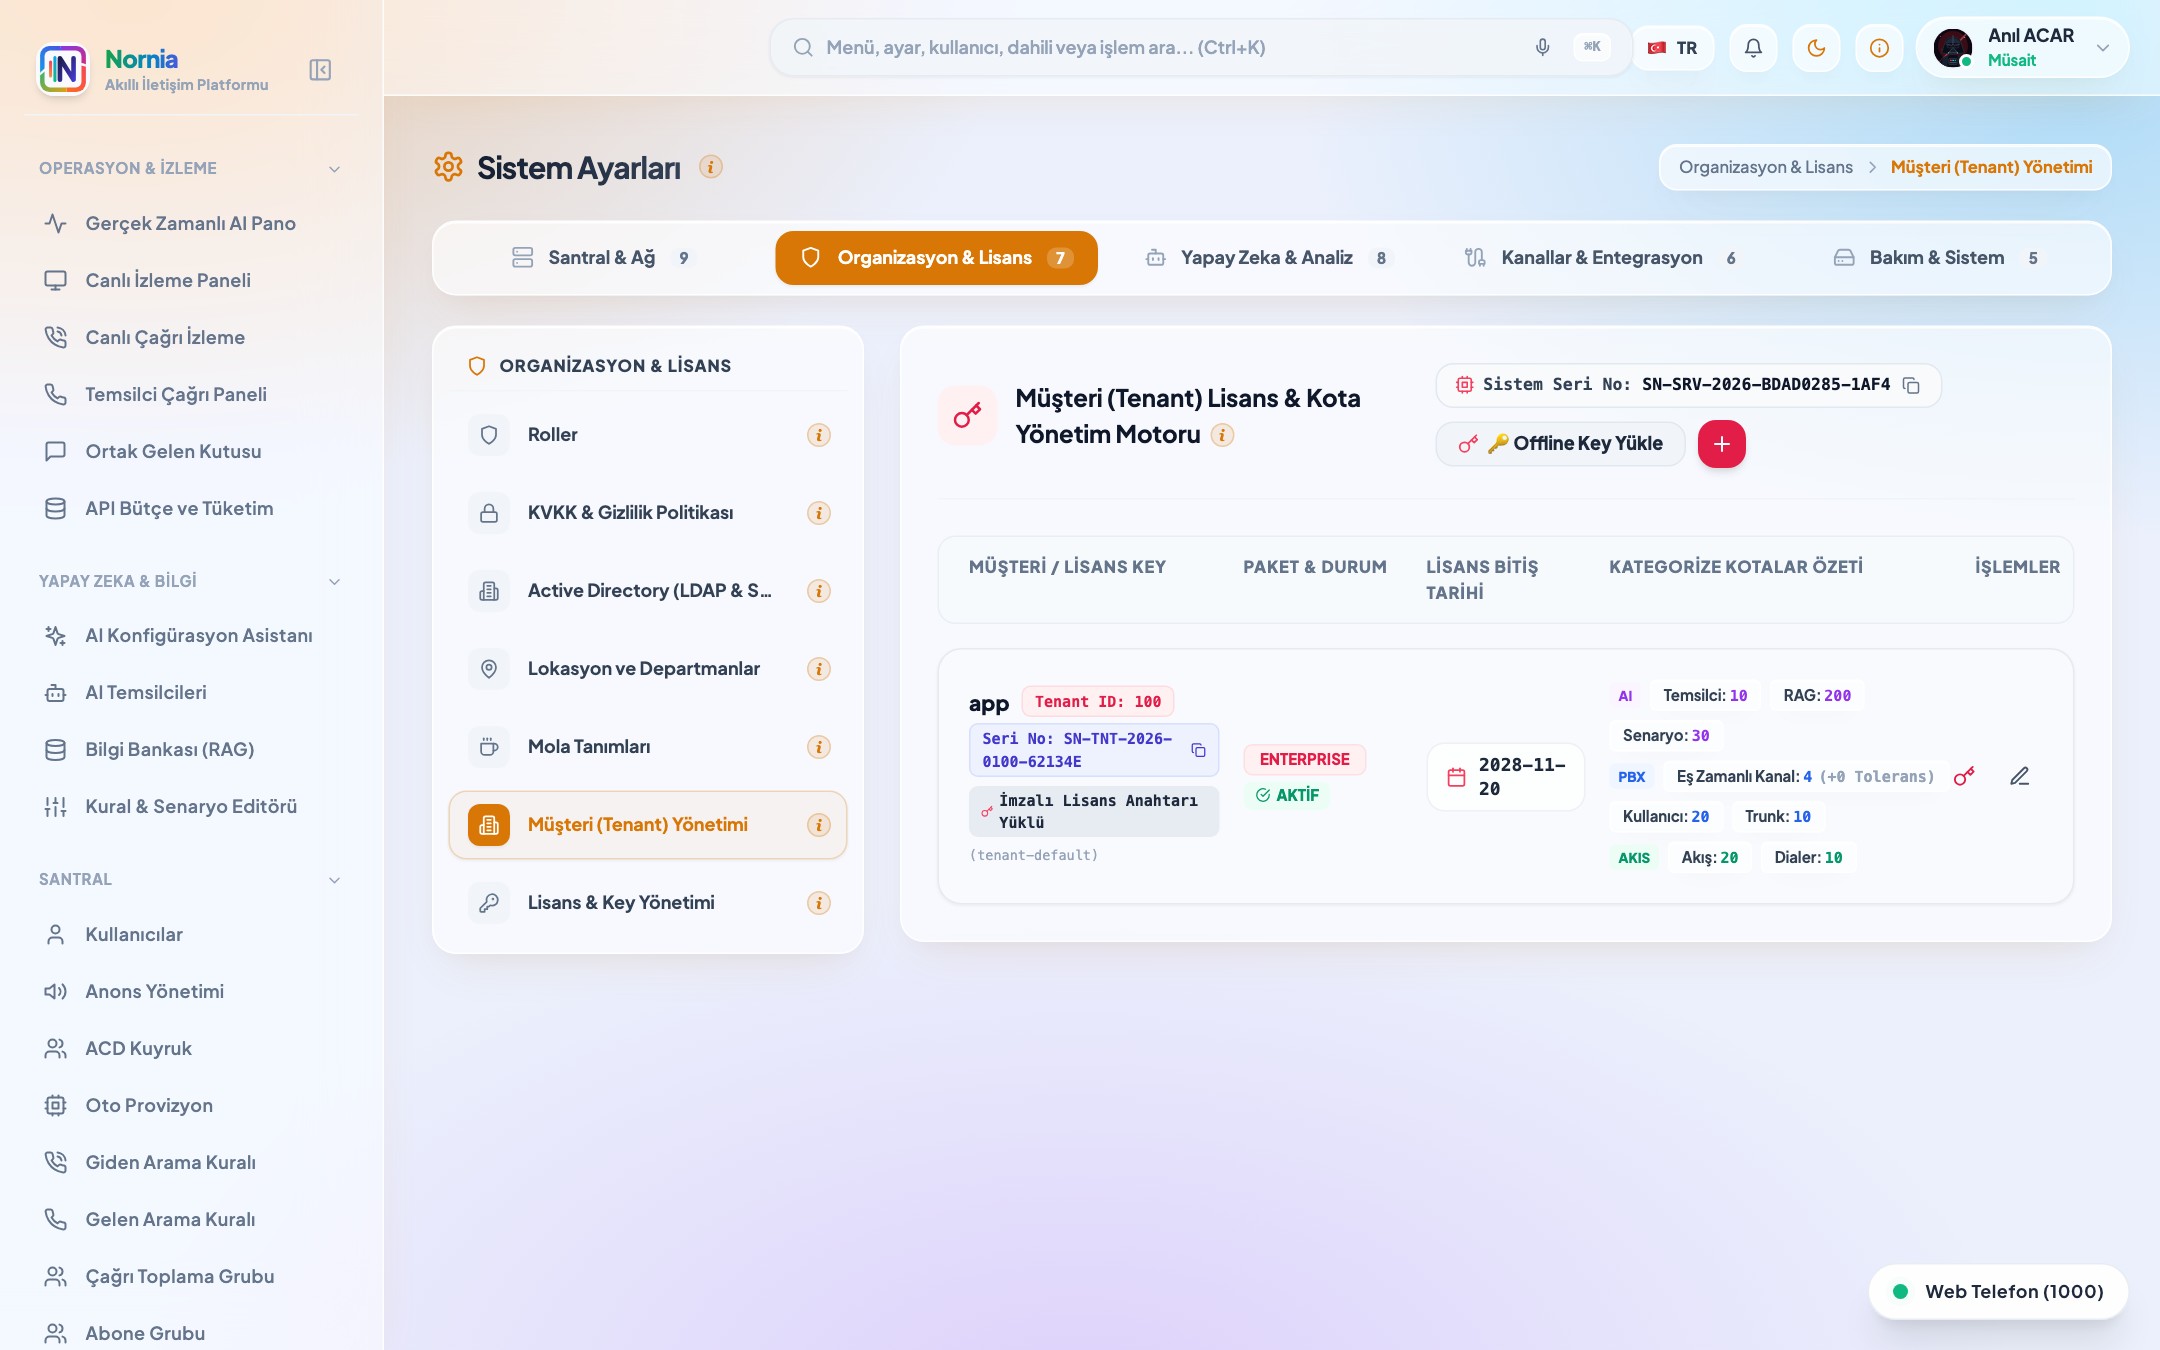 Nornia
Akıllı İletişim Platformu
Menü, ayar, kullanıcı, dahili veya işlem ara... (Ctrl+K)
⌘K
TR
Anıl ACAR
Müsait
OPERASYON & İZLEME
Gerçek Zamanlı AI Pano
Canlı İzleme Paneli
Canlı Çağrı İzleme
Temsilci Çağrı Paneli
Ortak Gelen Kutusu
API Bütçe ve Tüketim
YAPAY ZEKA & BİLGİ
AI Konfigürasyon Asistanı
AI Temsilcileri
Bilgi Bankası (RAG)
Kural & Senaryo Editörü
SANTRAL
Kullanıcılar
Anons Yönetimi
ACD Kuyruk
Oto Provizyon
Giden Arama Kuralı
Gelen Arama Kuralı
Çağrı Toplama Grubu
Abone Grubu
Sistem Ayarları
Organizasyon & Lisans > Müşteri (Tenant) Yönetimi
Santral & Ağ 9
Organizasyon & Lisans 7
Yapay Zeka & Analiz 8
Kanallar & Entegrasyon 6
Bakım & Sistem 5
ORGANİZASYON & LİSANS
Roller
KVKK & Gizlilik Politikası
Active Directory (LDAP & S...
Lokasyon ve Departmanlar
Mola Tanımları
Müşteri (Tenant) Yönetimi
Lisans & Key Yönetimi
Müşteri (Tenant) Lisans & Kota
Yönetim Motoru
Sistem Seri No: SN-SRV-2026-BDAD0285-1AF4
🔑 Offline Key Yükle
+
MÜŞTERİ / LİSANS KEY
PAKET & DURUM
LİSANS BİTİŞ
TARİHİ
KATEGORİZE KOTALAR ÖZETİ
İŞLEMLER
app
Tenant ID: 100
Seri No: SN-TNT-2026-
0100-62134E
İmzalı Lisans Anahtarı
Yüklü
(tenant-default)
ENTERPRISE
AKTİF
2028-11-
20
AI Temsilci: 10 RAG: 200
Senaryo: 30
PBX Eş Zamanlı Kanal: 4 (+0 Tolerans)
Kullanıcı: 20 Trunk: 10
AKIS Akış: 20 Dialer: 10
Web Telefon (1000)